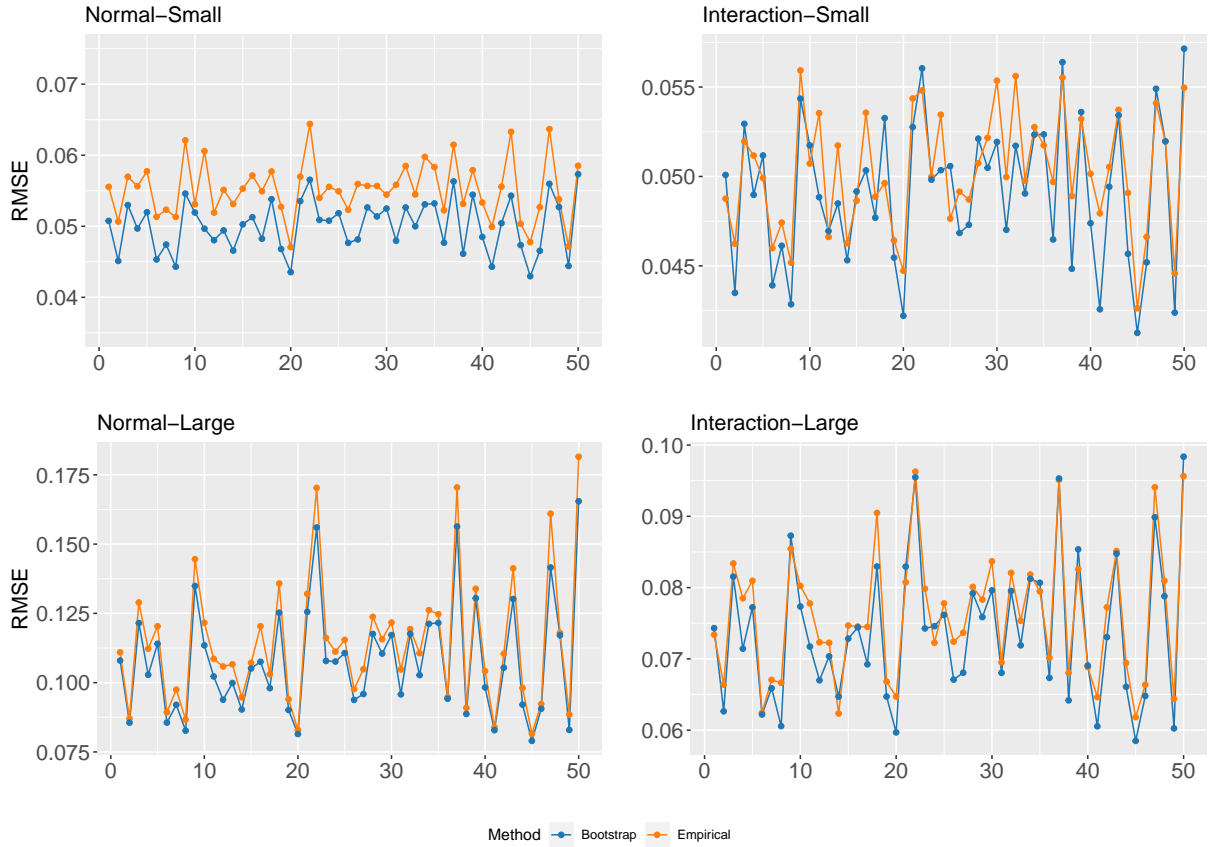 Normal−Small
Interaction−Small
RMSE
0.07
0.06
0.05
0.04
0 10 20 30 40 50
0.055
0.050
0.045
0 10 20 30 40 50
Normal−Large
Interaction−Large
RMSE
0.175
0.150
0.125
0.100
0.075
0 10 20 30 40 50
0.10
0.09
0.08
0.07
0.06
0 10 20 30 40 50
Method Bootstrap Empirical